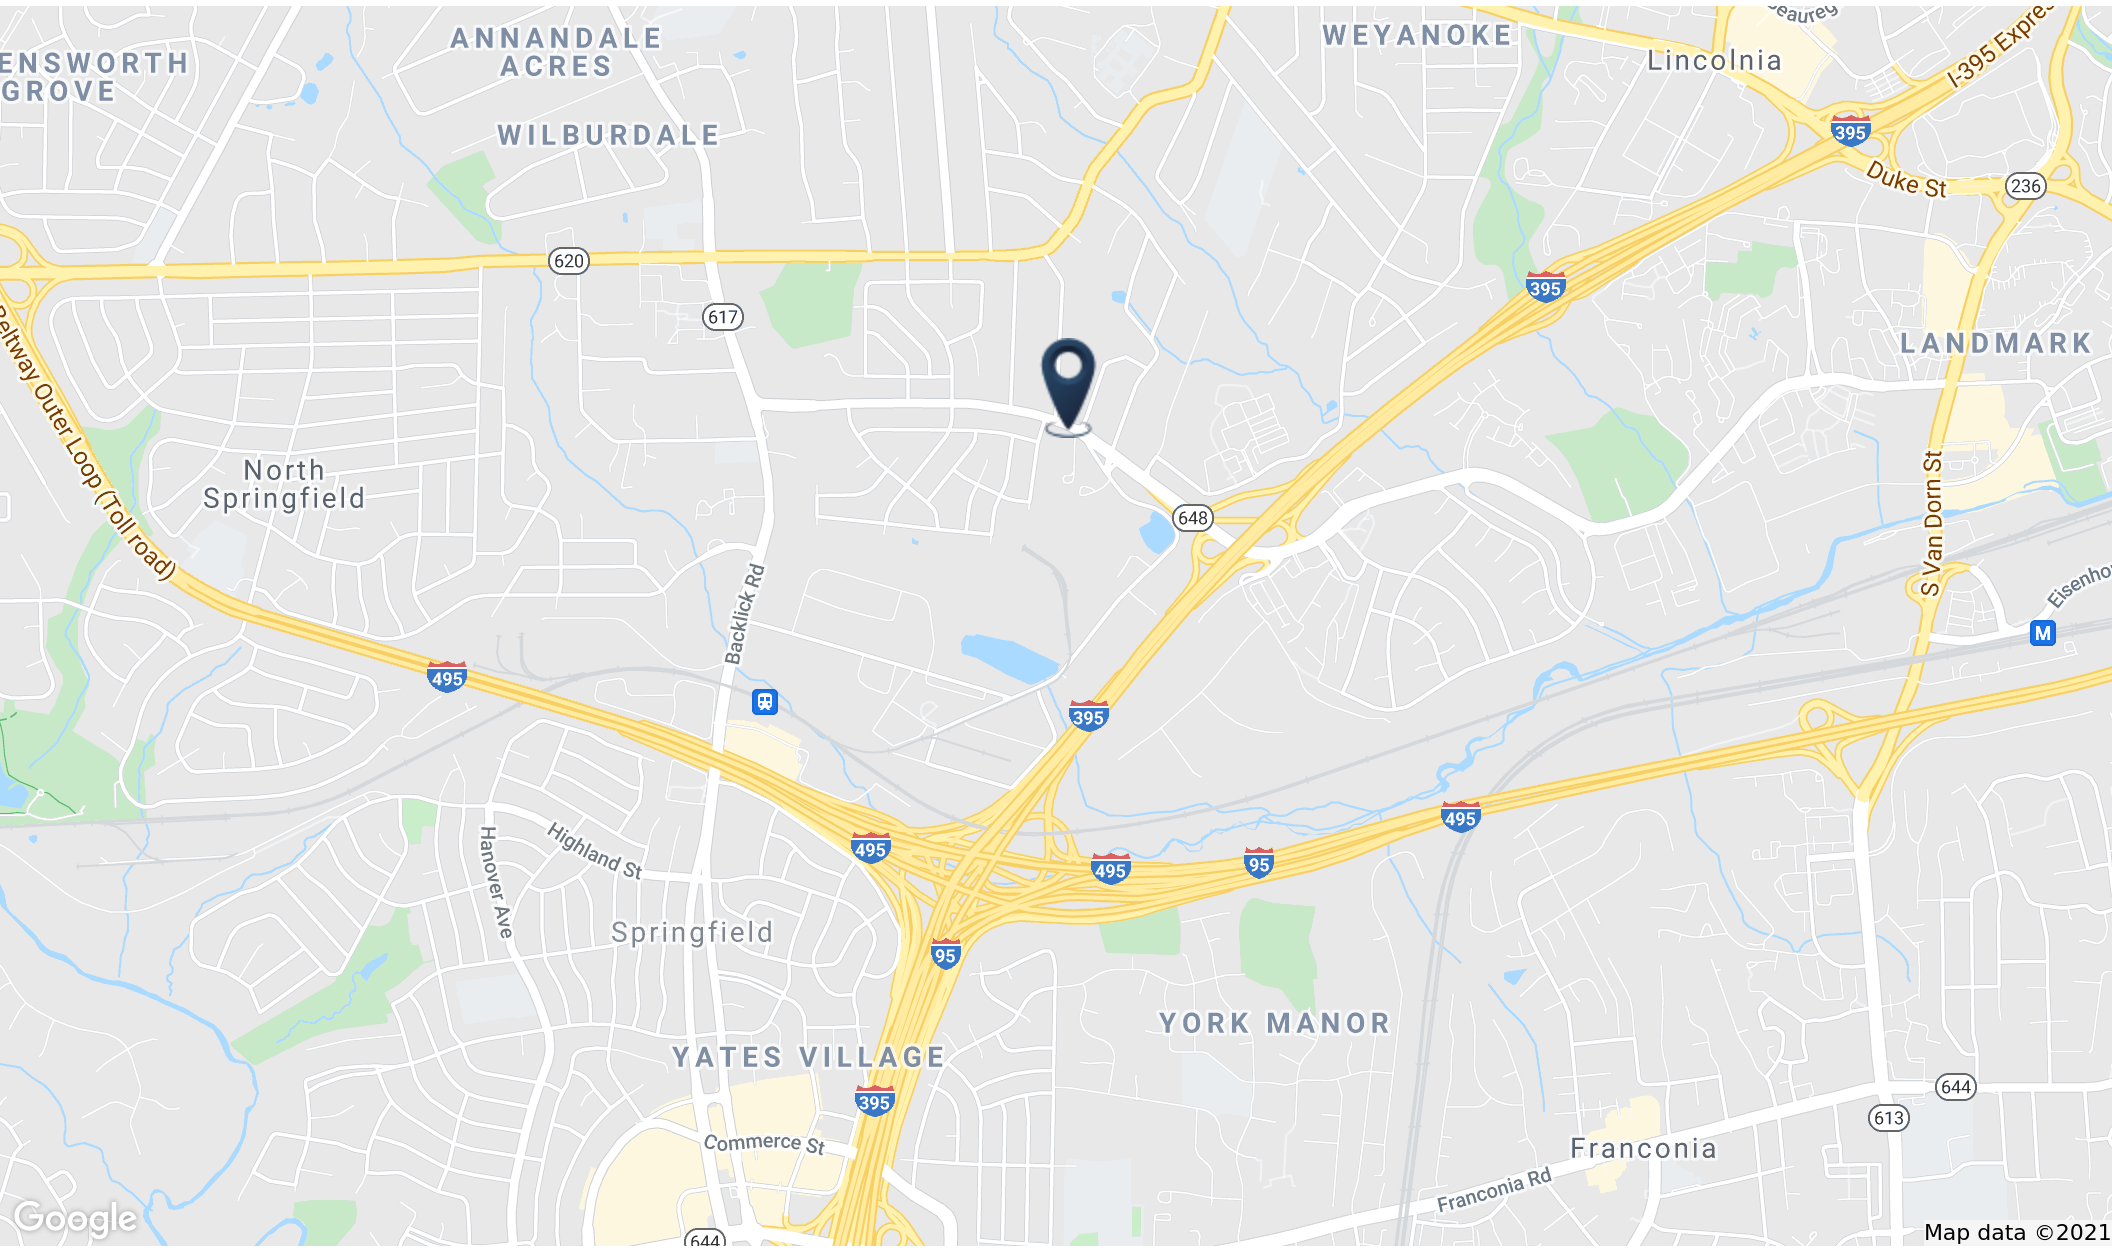 ENSWORTH
GROVE
ANNANDALE
ACRES
WEYANOKE
Lincolnia
Beaureg
I-395 Expres
WILBURDALE
395
Duke St
236
620
617
395
LANDMARK
Beltway Outer Loop (Toll road)
North
Springfield
648
S Van Dorn St
Backlick Rd
Eisenho
M
495
395
495
495
495
95
Highland St
Hanover Ave
Springfield
95
YORK MANOR
YATES VILLAGE
395
644
613
Commerce St
Franconia
Franconia Rd
Google
644
Map data ©2021